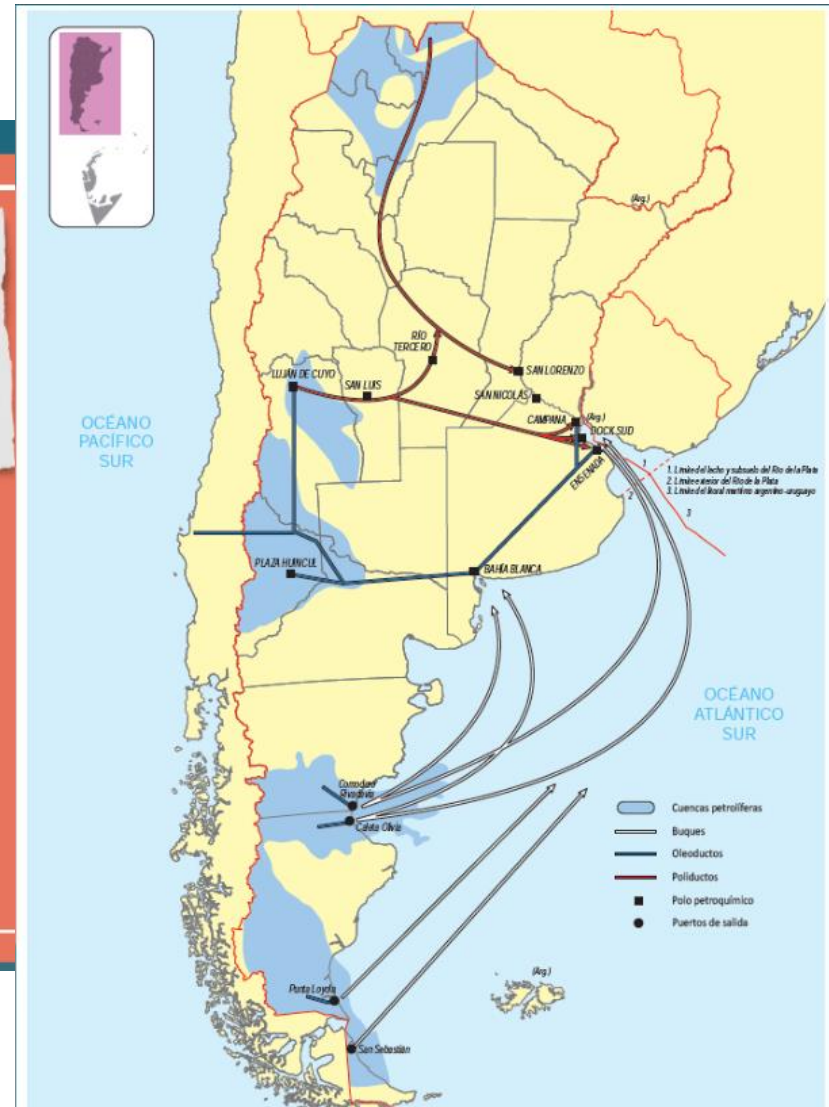 (Arg.)
RÍO
TERCERO
LUJÁN DE CUYO
SAN LUIS
SAN LORENZO
SAN NICOLÁS
CAMPANA
(Arg.)
DOCK SUD
ENSENADA
OCÉANO
PACÍFICO
SUR
1
2
3
1. Límite del lecho y subsuelo del Río de la Plata
2. Límite exterior del Río de la Plata
3. Límite del litoral marítimo argentino-uruguayo
PLAZA HUINCUL
BAHÍA BLANCA
OCÉANO
ATLÁNTICO
SUR
Comodoro
Rivadavia
Caleta Olivia
Cuencas petrolíferas
Buques
Oleoductos
Poliductos
Polo petroquímico
Puertos de salida
(Arg.)
Punta Loyola
San Sebastián